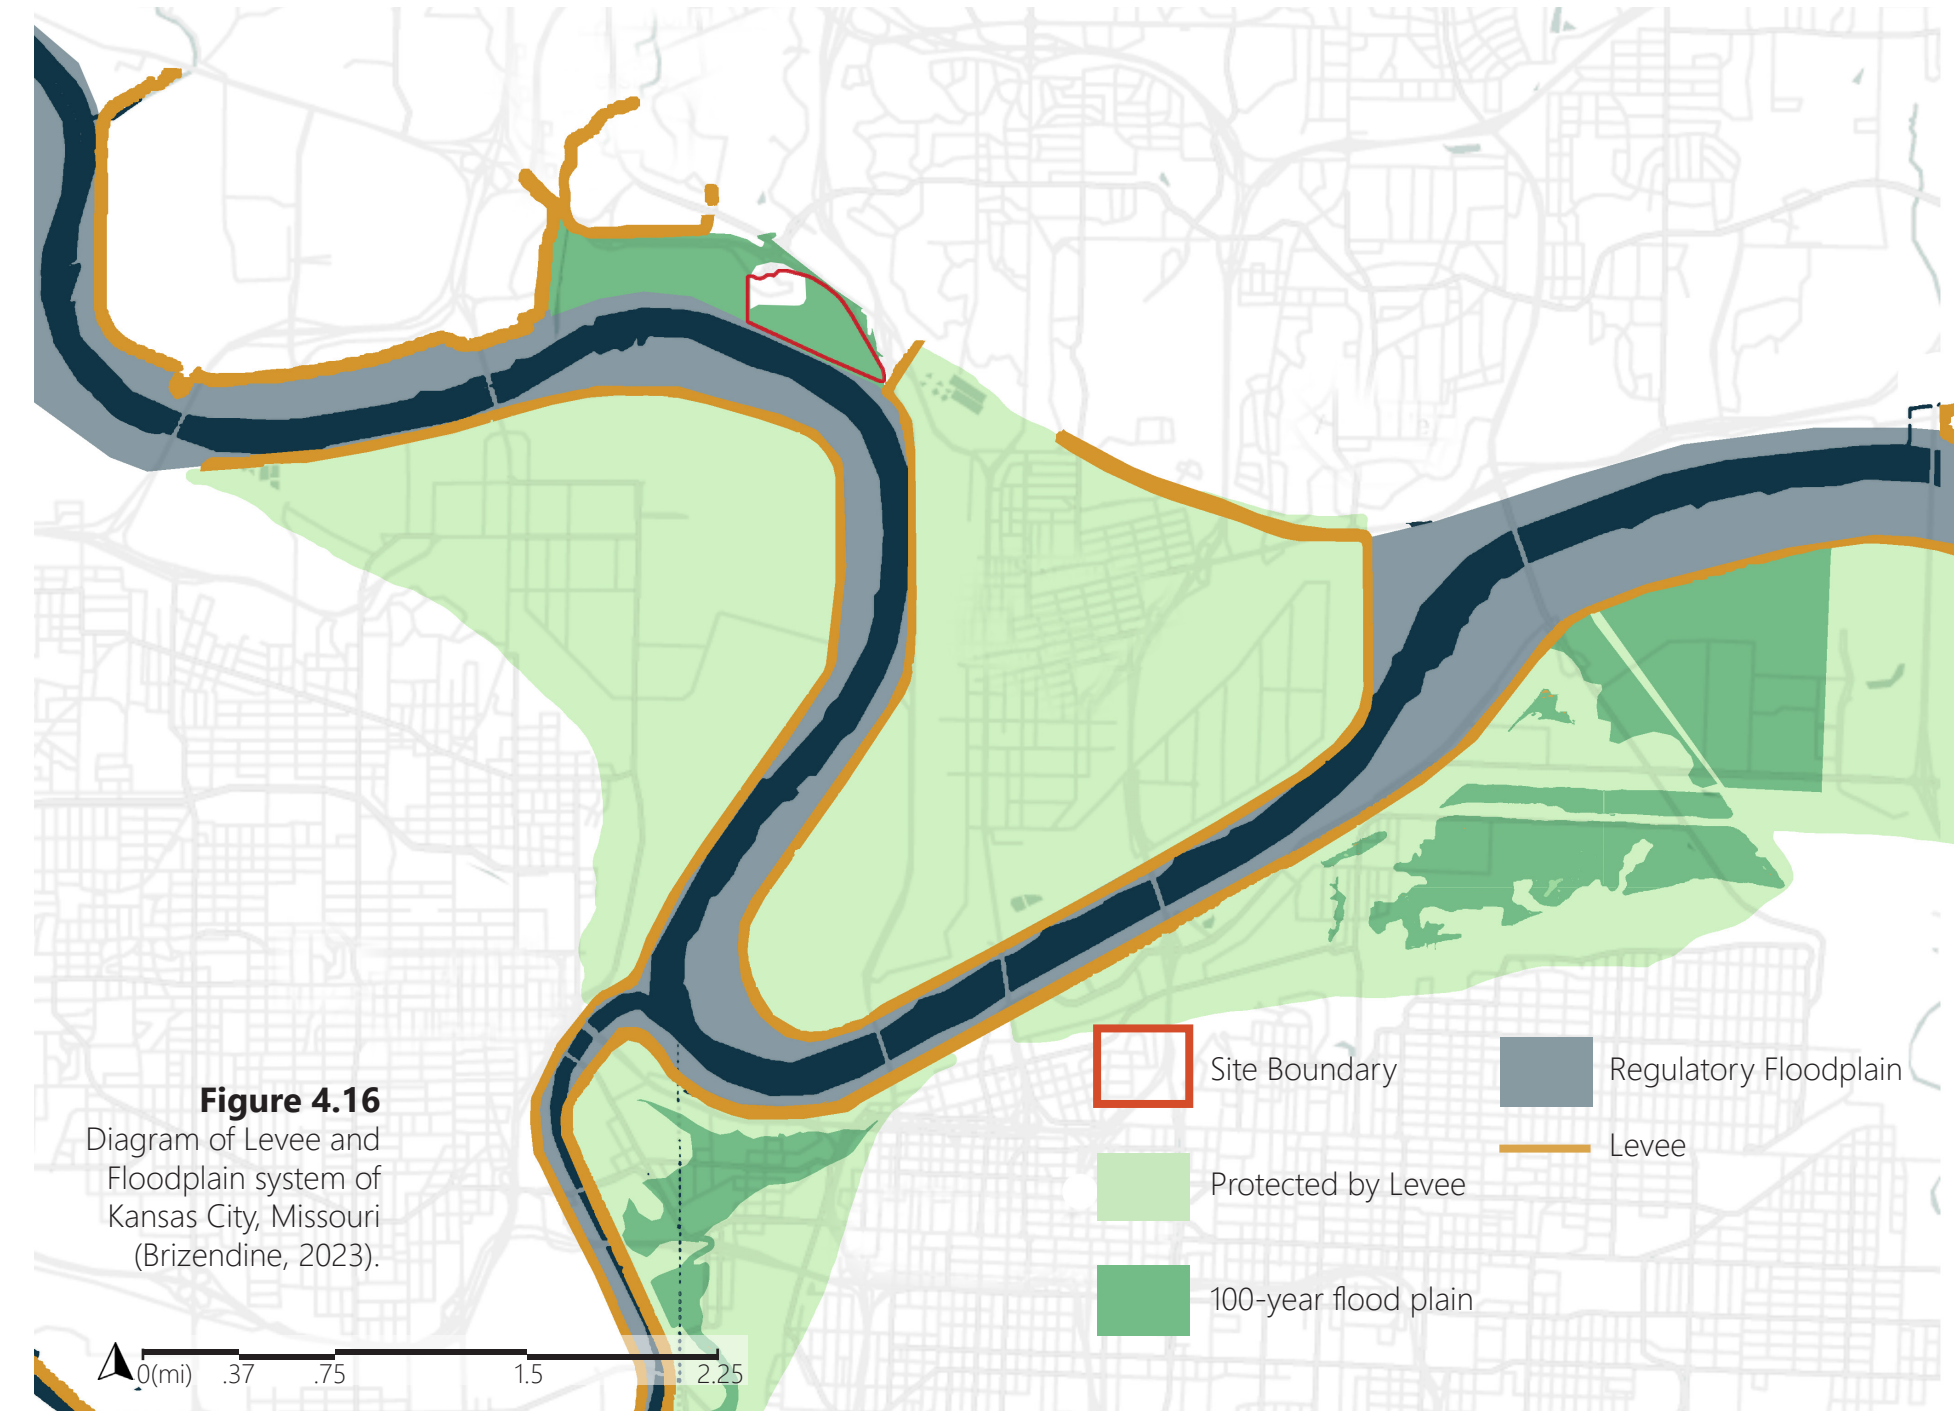 Figure 4.16
Diagram of Levee and
Floodplain system of
Kansas City, Missouri
(Brizendine, 2023).
0(mi) .37 .75 1.5 2.25
Site Boundary
Protected by Levee
100-year flood plain
Regulatory Floodplain
Levee